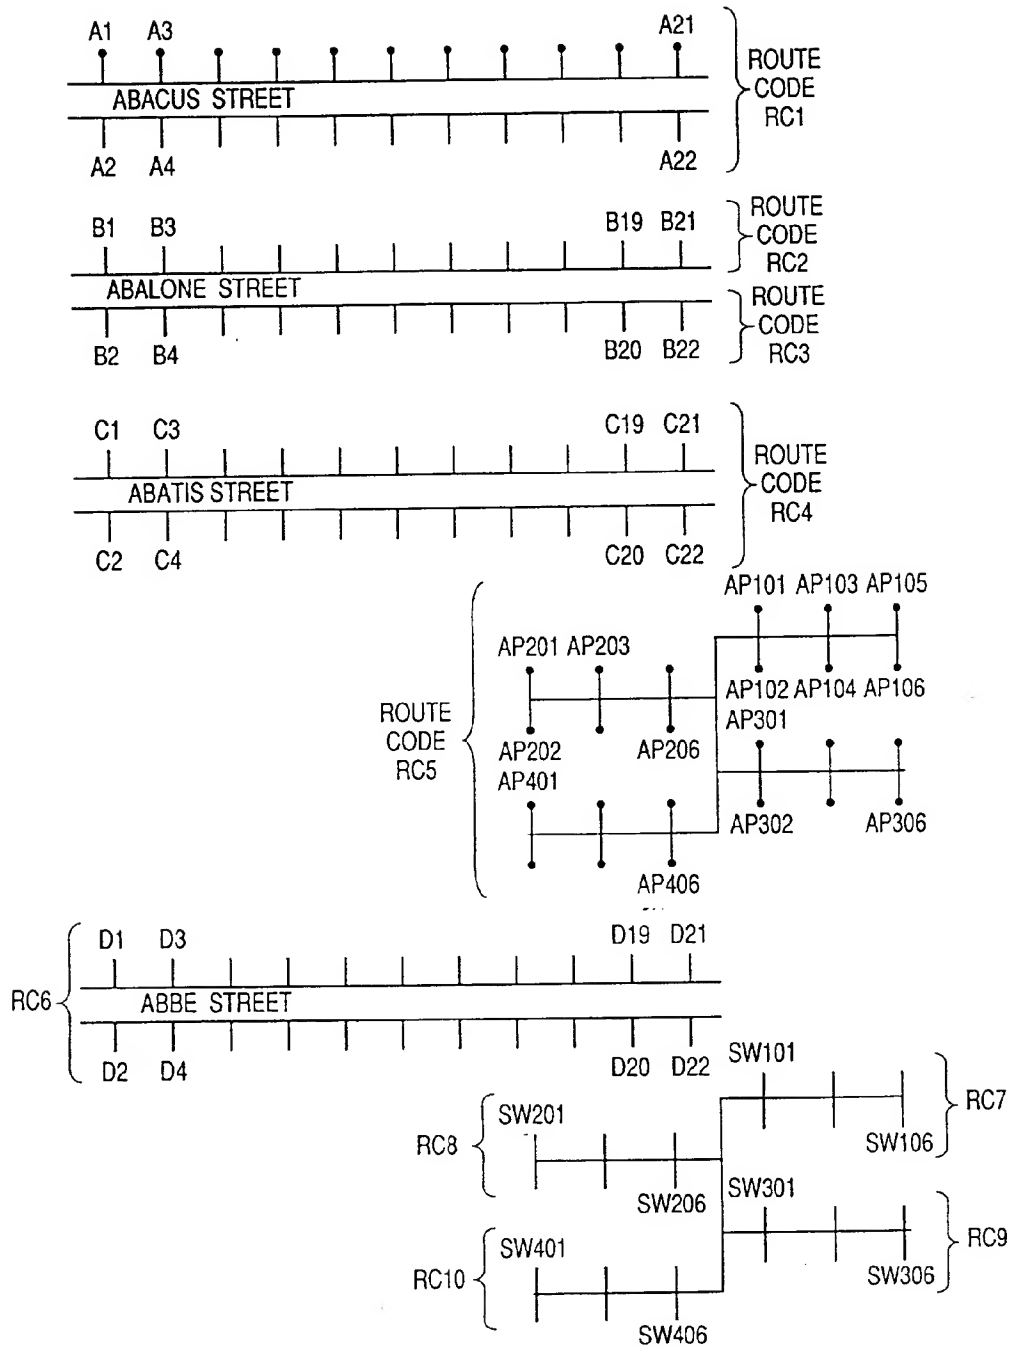 A1 A3 A21
ROUTE
CODE
RC1
ABACUS STREET
A2 A4 A22
B1 B3 B19 B21
ROUTE
CODE
RC2
ABALONE STREET
ROUTE
CODE
RC3
B2 B4 B20 B22
C1 C3 C19 C21
ROUTE
CODE
RC4
ABATIS STREET
C2 C4 C20 C22
AP101 AP103 AP105
AP201 AP203
AP102 AP104 AP106
AP301
ROUTE
CODE
RC5
AP202 AP206
AP401
AP302 AP306
AP406
D1 D3 D19 D21
RC6
ABBE STREET
D2 D4 D20 D22
SW101
RC7
SW201
RC8
SW106
SW206
SW301
RC9
SW401
RC10
SW306
SW406